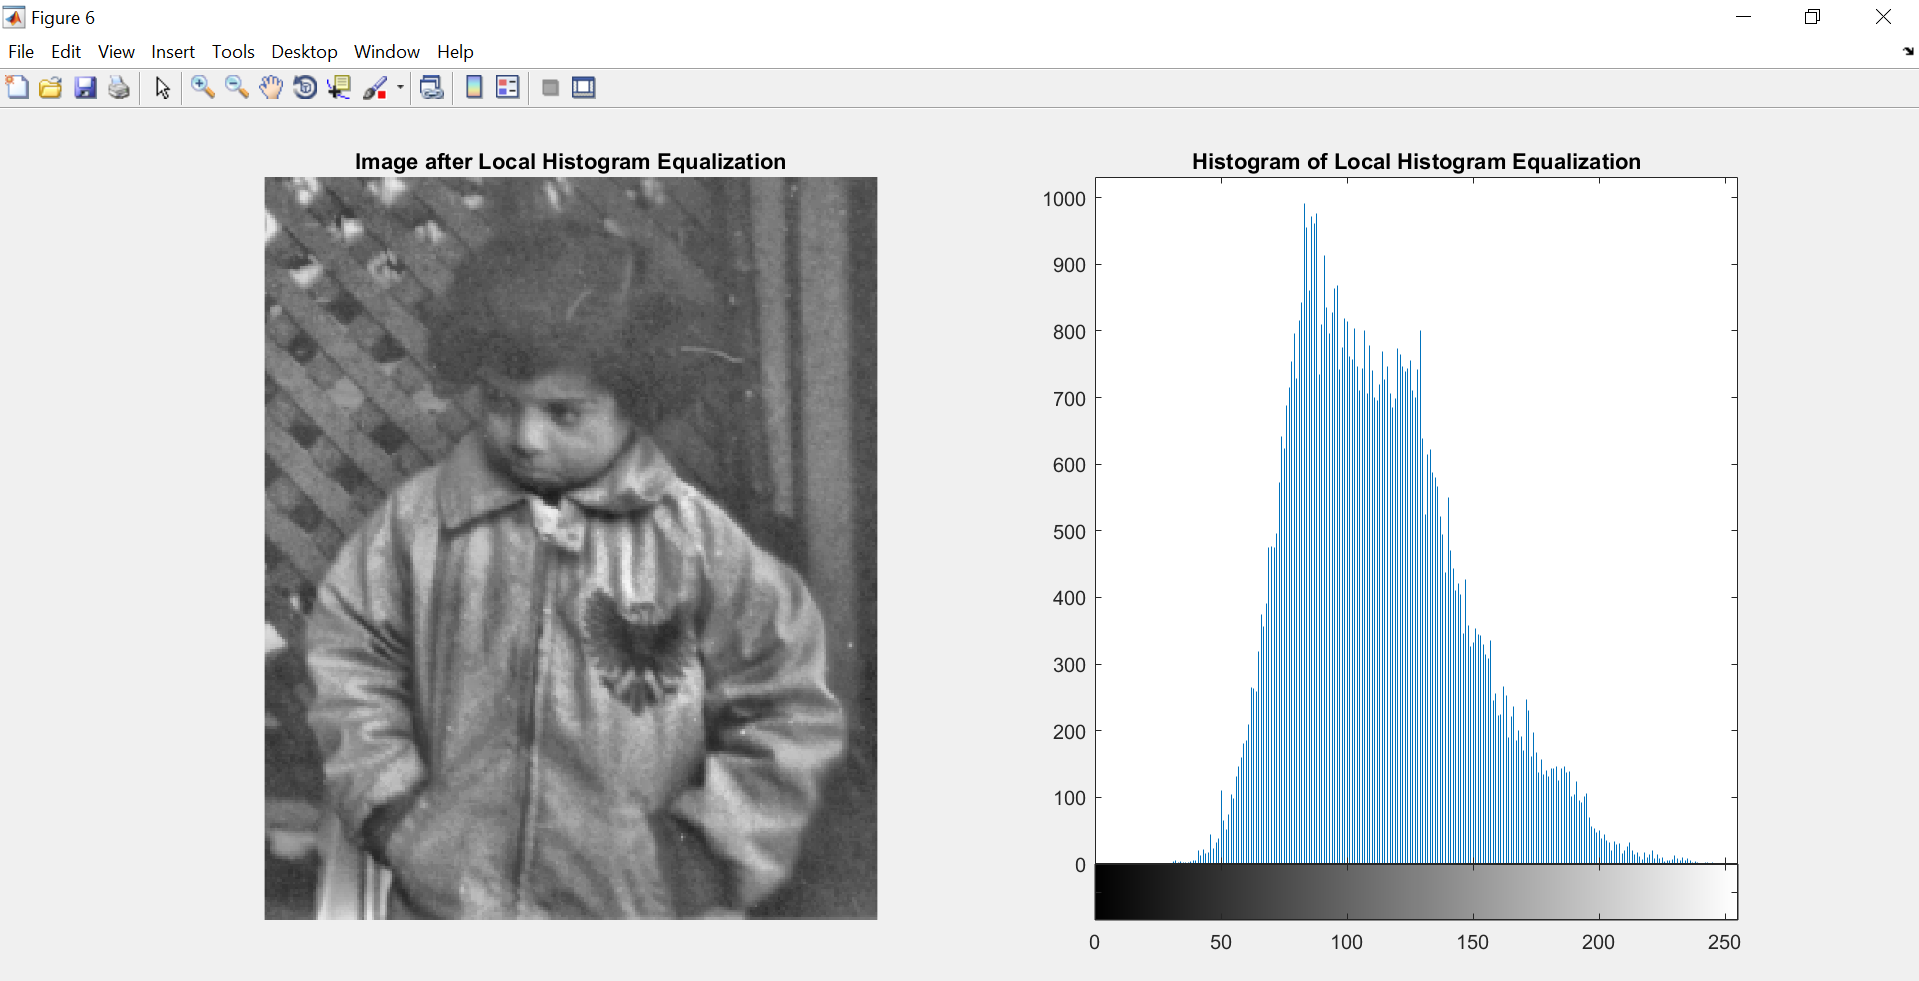 Figure 6
File Edit View Insert Tools Desktop Window Help
Image after Local Histogram Equalization
Histogram of Local Histogram Equalization
1000
900
800
700
600
500
400
300
200
100
0
0 50 100 150 200 250